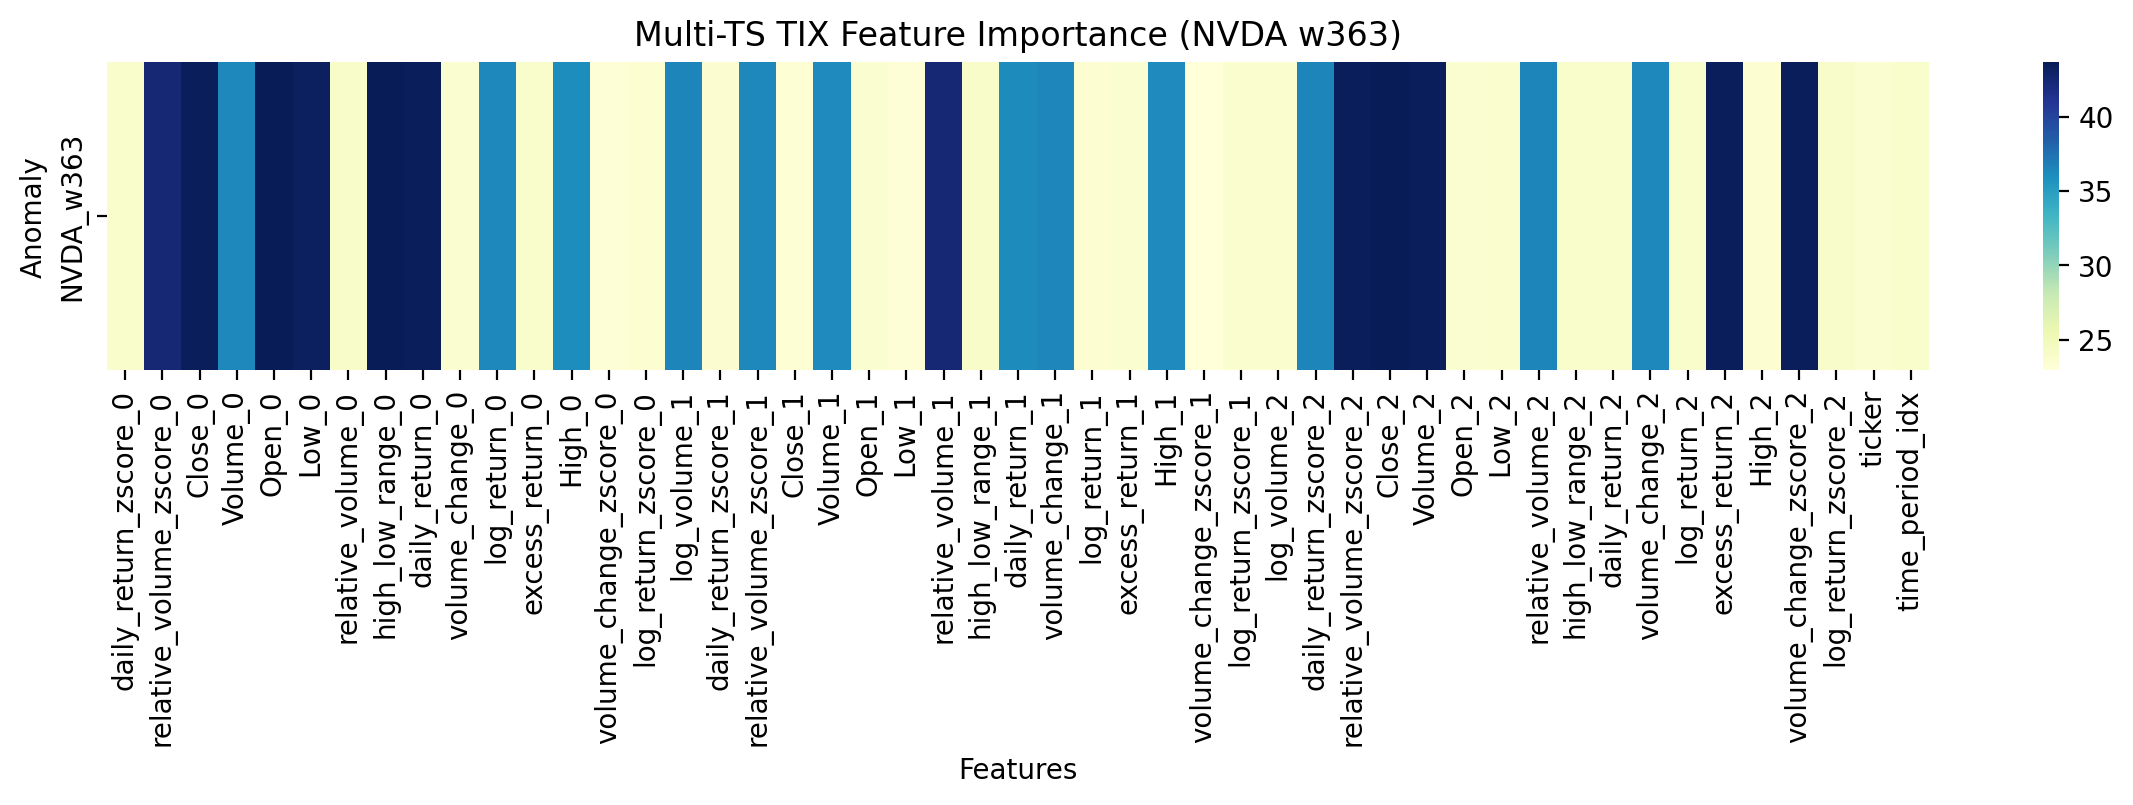 Multi-TS TIX Feature Importance (NVDA w363)
Anomaly
NVDA_w363
40
35
30
25
daily_return_zscore_0
relative_volume_zscore_0
Close_0
Volume_0
Open_0
Low_0
relative_volume_0
high_low_range_0
daily_return_0
volume_change_0
log_return_0
excess_return_0
High_0
volume_change_zscore_0
log_return_zscore_0
log_volume_1
daily_return_zscore_1
relative_volume_zscore_1
Close_1
Volume_1
Open_1
Low_1
relative_volume_1
high_low_range_1
daily_return_1
volume_change_1
log_return_1
excess_return_1
High_1
volume_change_zscore_1
log_return_zscore_1
log_volume_2
daily_return_zscore_2
relative_volume_zscore_2
Close_2
Volume_2
Open_2
Low_2
relative_volume_2
high_low_range_2
daily_return_2
volume_change_2
log_return_2
excess_return_2
High_2
volume_change_zscore_2
log_return_zscore_2
ticker
time_period_idx
Features